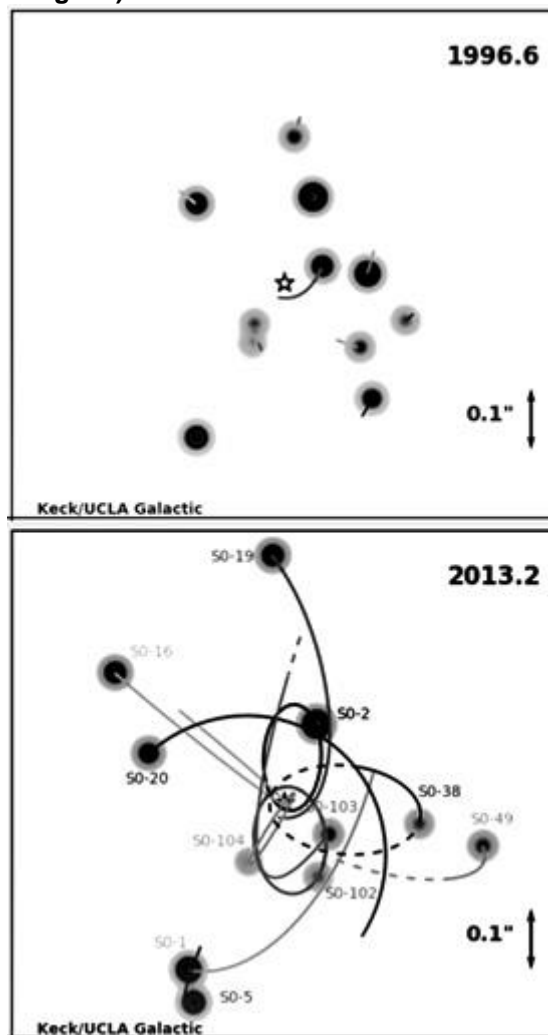 1996.6
0.1"
Keck/UCLA Galactic
S0-19
2013.2
S0-16
S0-2
S0-20
S0-38
S0-103
S0-49
S0-104
S0-102
0.1"
S0-1
S0-5
Keck/UCLA Galactic